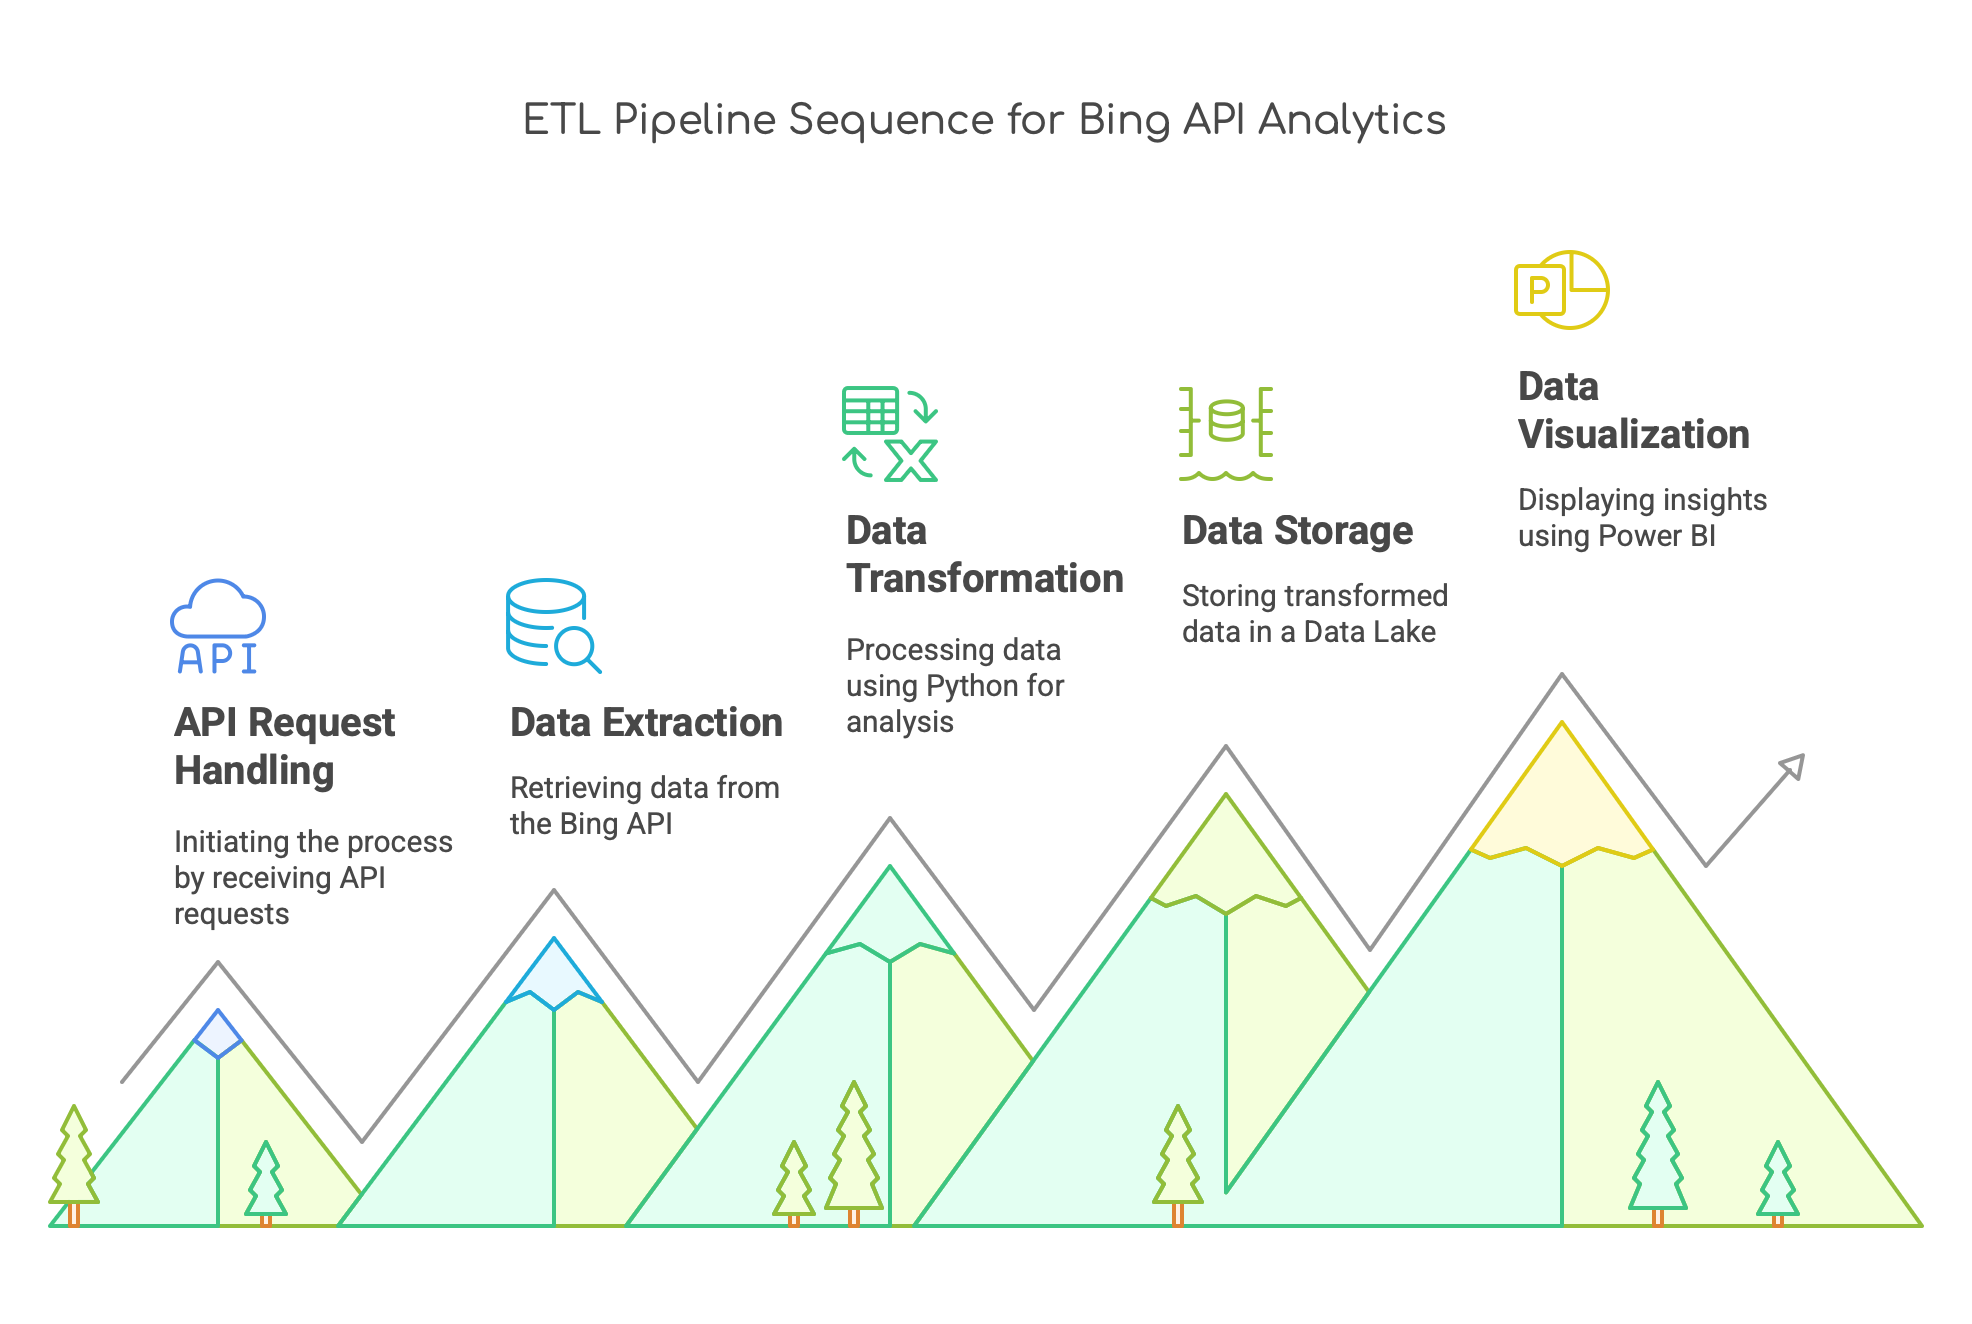 ETL Pipeline Sequence for Bing API Analytics
API
API Request
Handling
Initiating the process
by receiving API
requests
Data Extraction
Retrieving data from
the Bing API
X
Data
Transformation
Processing data
using Python for
analysis
Data Storage
Storing transformed
data in a Data Lake
P
Data
Visualization
Displaying insights
using Power BI